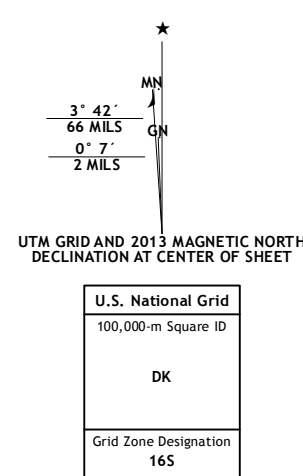 ★
MN
3° 42´
66 MILS
GN
0° 7´
2 MILS
UTM GRID AND 2013 MAGNETIC NORTH
DECLINATION AT CENTER OF SHEET
U.S. National Grid
100,000-m Square ID
DK
Grid Zone Designation
16S